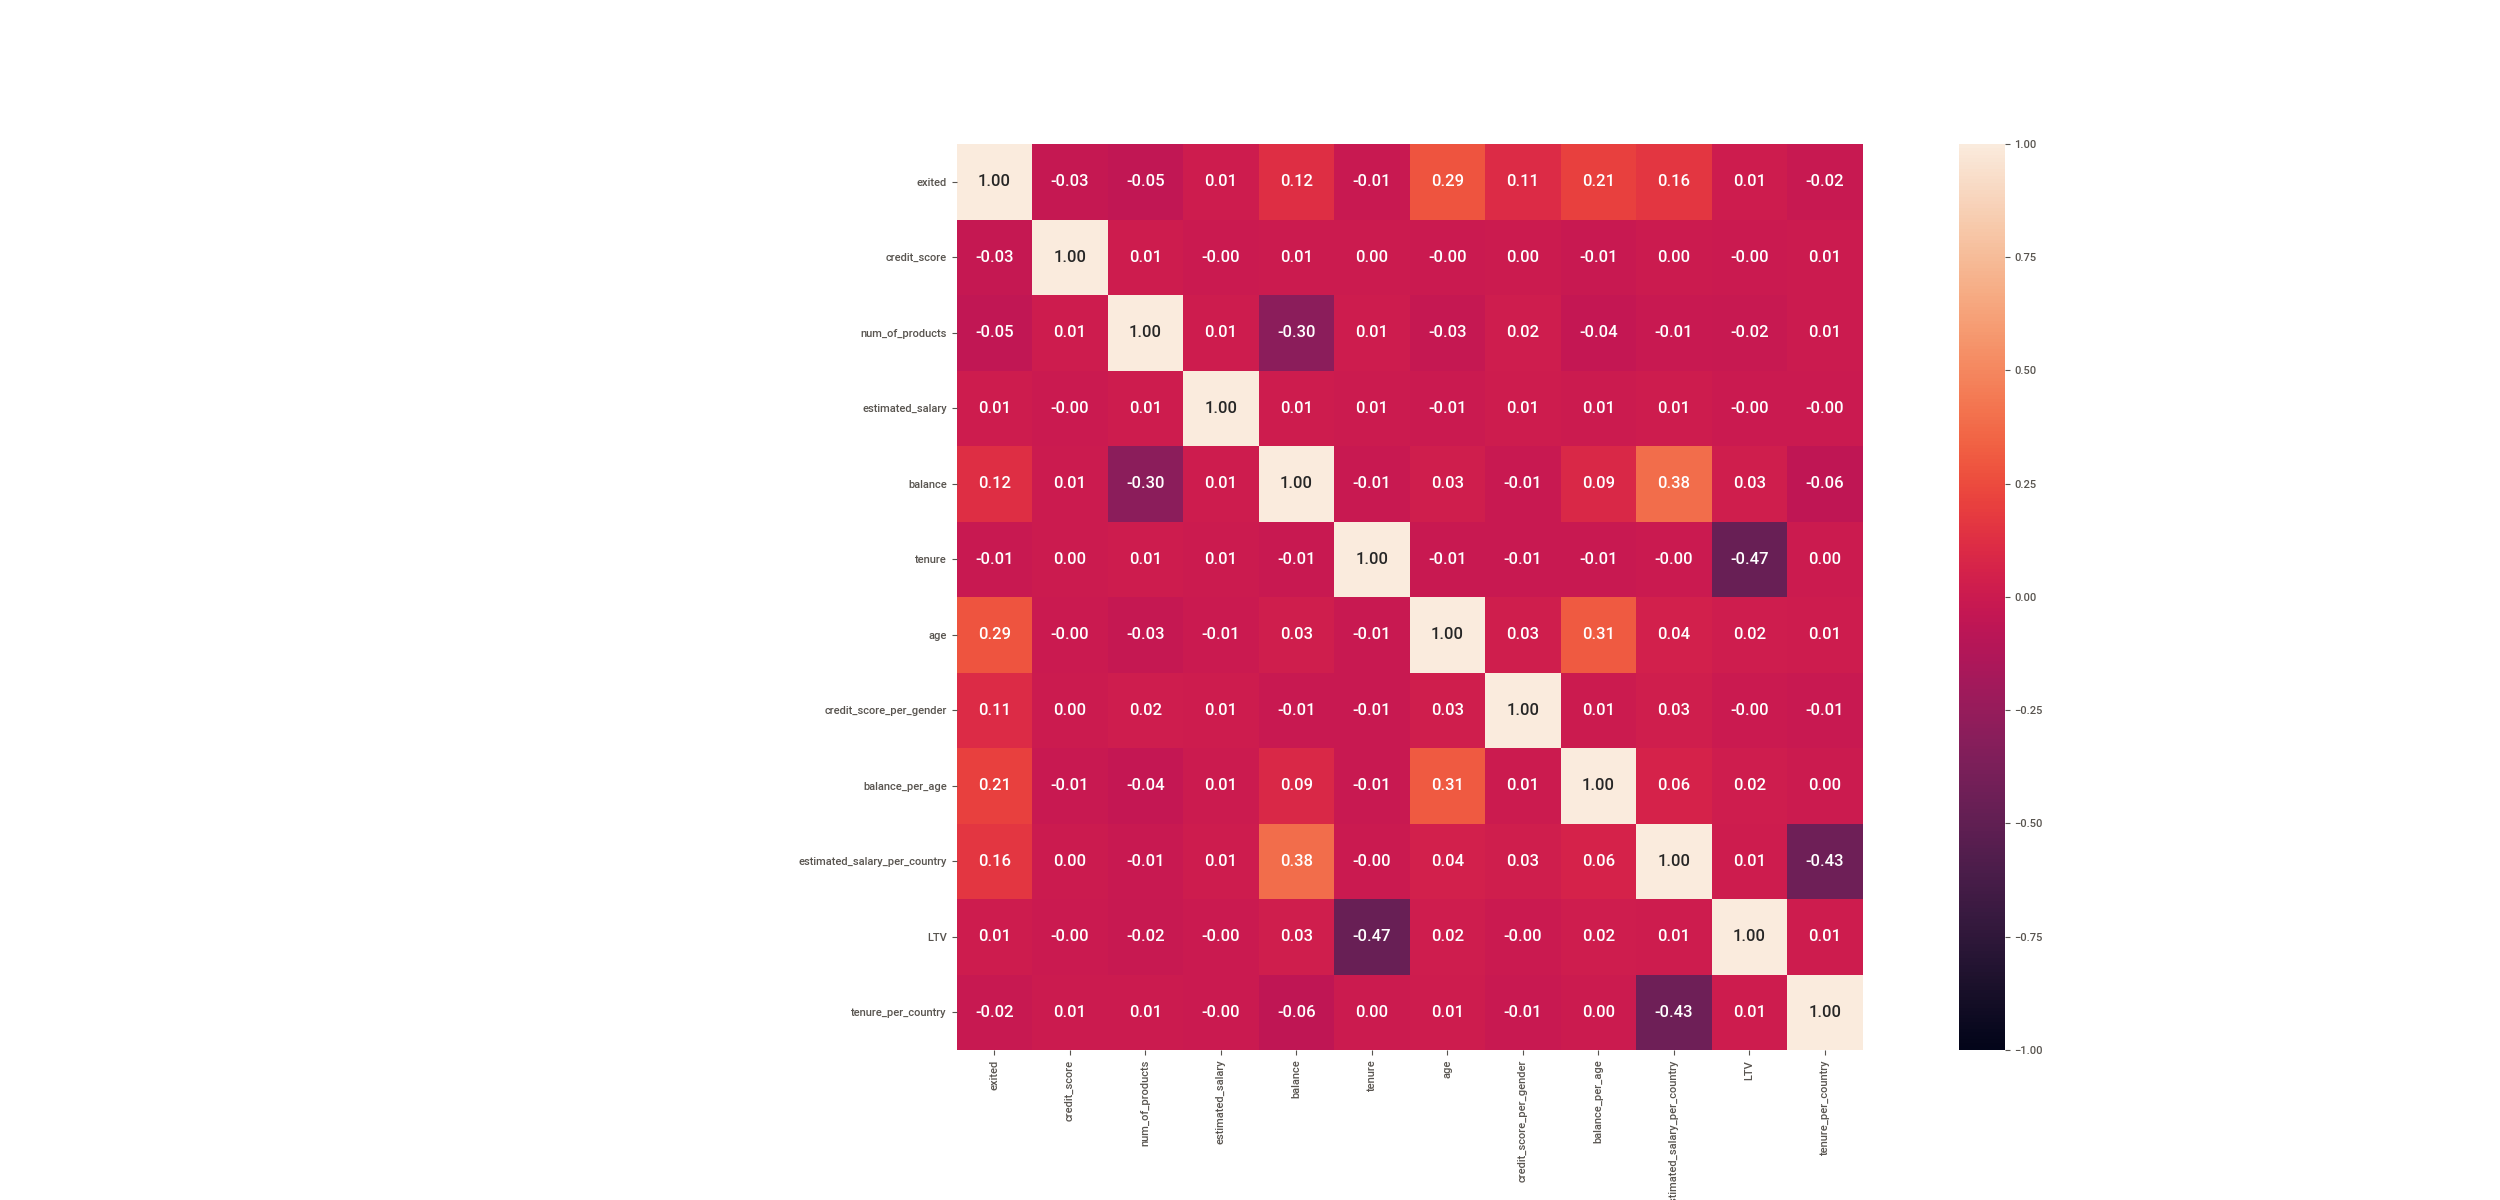 exited 1.00 -0.03 -0.05 0.01 0.12 -0.01 0.29 0.11 0.21 0.16 0.01 -0.02
credit_score -0.03 1.00 0.01 -0.00 0.01 0.00 -0.00 0.00 -0.01 0.00 -0.00 0.01
num_of_products -0.05 0.01 1.00 0.01 -0.30 0.01 -0.03 0.02 -0.04 -0.01 -0.02 0.01
estimated_salary 0.01 -0.00 0.01 1.00 0.01 0.01 -0.01 0.01 0.01 0.01 -0.00 -0.00
balance 0.12 0.01 -0.30 0.01 1.00 -0.01 0.03 -0.01 0.09 0.38 0.03 -0.06
tenure -0.01 0.00 0.01 0.01 -0.01 1.00 -0.01 -0.01 -0.01 -0.00 -0.47 0.00
age 0.29 -0.00 -0.03 -0.01 0.03 -0.01 1.00 0.03 0.31 0.04 0.02 0.01
credit_score_per_gender 0.11 0.00 0.02 0.01 -0.01 -0.01 0.03 1.00 0.01 0.03 -0.00 -0.01
balance_per_age 0.21 -0.01 -0.04 0.01 0.09 -0.01 0.31 0.01 1.00 0.06 0.02 0.00
estimated_salary_per_country 0.16 0.00 -0.01 0.01 0.38 -0.00 0.04 0.03 0.06 1.00 0.01 -0.43
LTV 0.01 -0.00 -0.02 -0.00 0.03 -0.47 0.02 -0.00 0.02 0.01 1.00 0.01
tenure_per_country -0.02 0.01 0.01 -0.00 -0.06 0.00 0.01 -0.01 0.00 -0.43 0.01 1.00
exited
credit_score
num_of_products
estimated_salary
balance
tenure
age
credit_score_per_gender
balance_per_age
stimated_salary_per_country
LTV
tenure_per_country
1.00
0.75
0.50
0.25
0.00
−0.25
−0.50
−0.75
−1.00